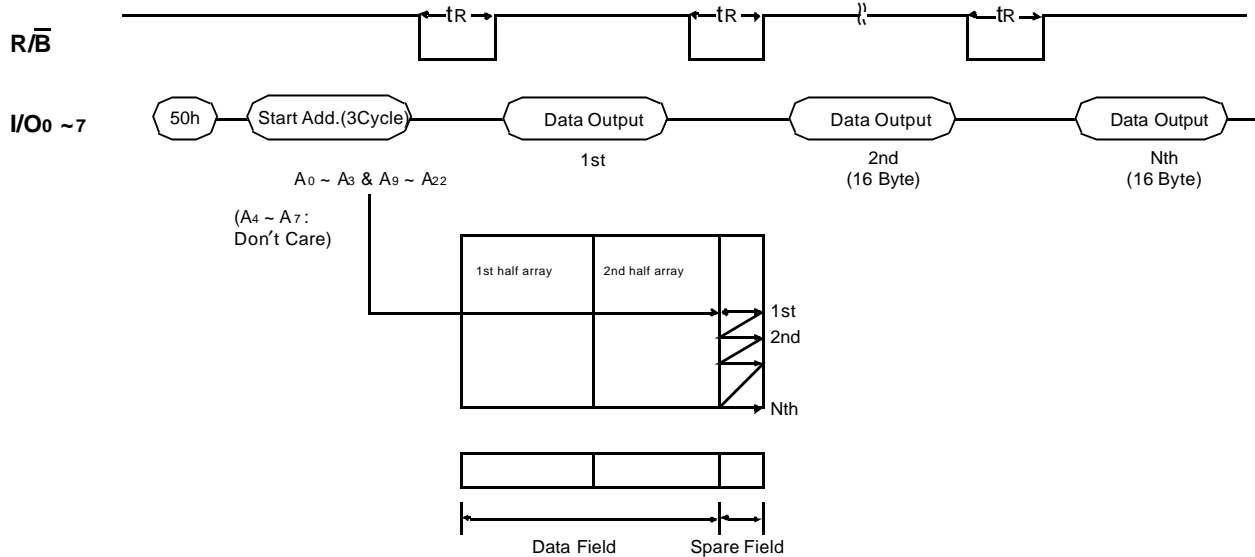 tR tR tR
R/B
I/O0 ~7
50h Start Add.(3Cycle) Data Output Data Output Data Output
1st 2nd Nth
(16 Byte) (16 Byte)
A0 ~ A3 & A9 ~ A22
(A4 ~ A7 :
Don't Care)
1st half array 2nd half array
1st
2nd
Nth
Data Field Spare Field